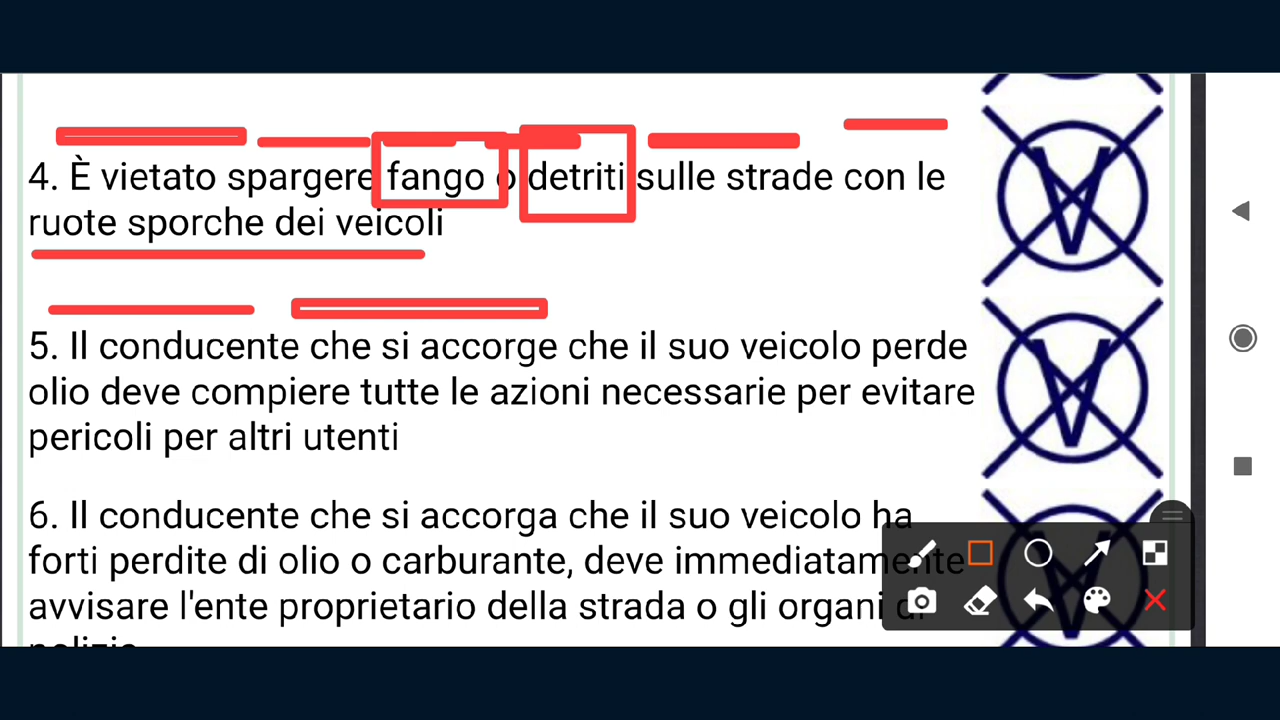 4. È vietato spargere fango o detriti sulle strade con le
ruote sporche dei veicoli
V
5. Il conducente che si accorge che il suo veicolo perde
olio deve compiere tutte le azioni necessarie per evitare
pericoli per altri utenti
V
6. Il conducente che si accorga che il suo veicolo ha
forti perdite di olio o carburante, deve immediatamente
avvisare l'ente proprietario della strada o gli organi di
polizia
V